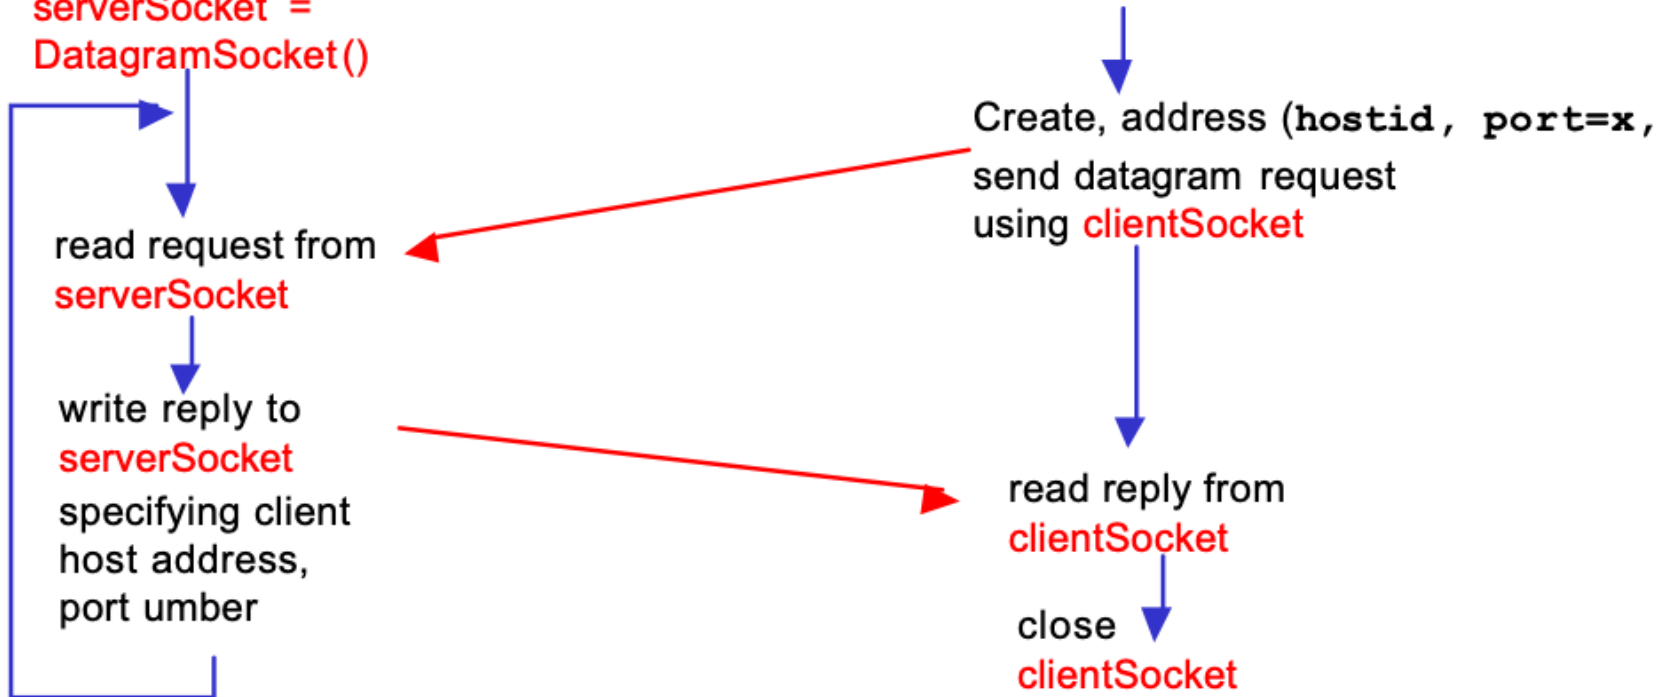 serverSocket =
DatagramSocket()
read request from
serverSocket
write reply to
serverSocket
specifying client
host address,
port umber
Create, address (hostid, port=x,
send datagram request
using clientSocket
read reply from
clientSocket
close
clientSocket